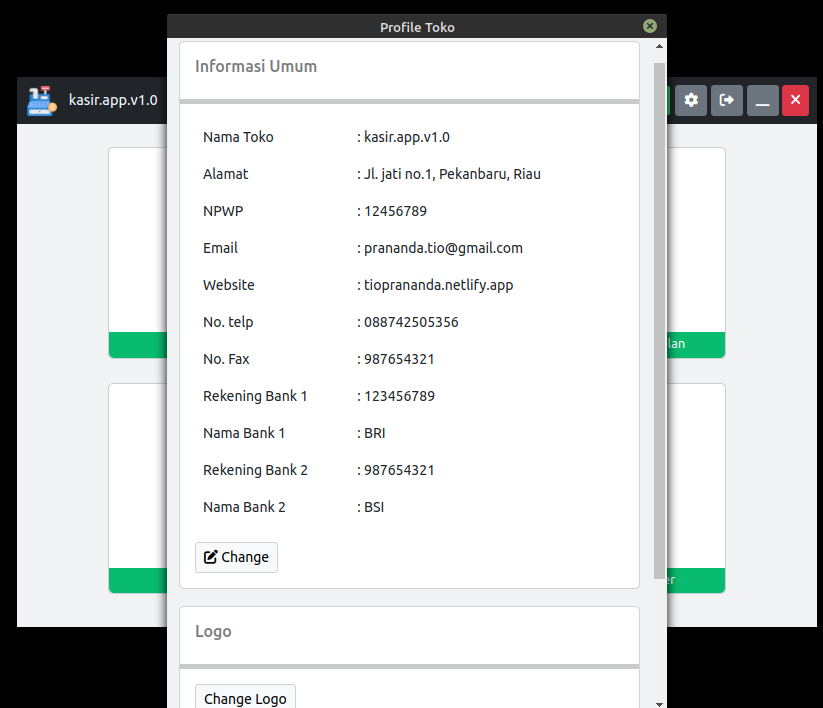 Profile Toko
Informasi Umum
kasir.app.v1.0
Nama Toko : kasir.app.v1.0
Alamat : Jl. jati no.1, Pekanbaru, Riau
NPWP : 12456789
Email : prananda.tio@gmail.com
Website : tioprananda.netlify.app
No. telp : 088742505356
lan
No. Fax : 987654321
Rekening Bank 1 : 123456789
Nama Bank 1 : BRI
Rekening Bank 2 : 987654321
Nama Bank 2 : BSI
Change
er
Logo
Change Logo